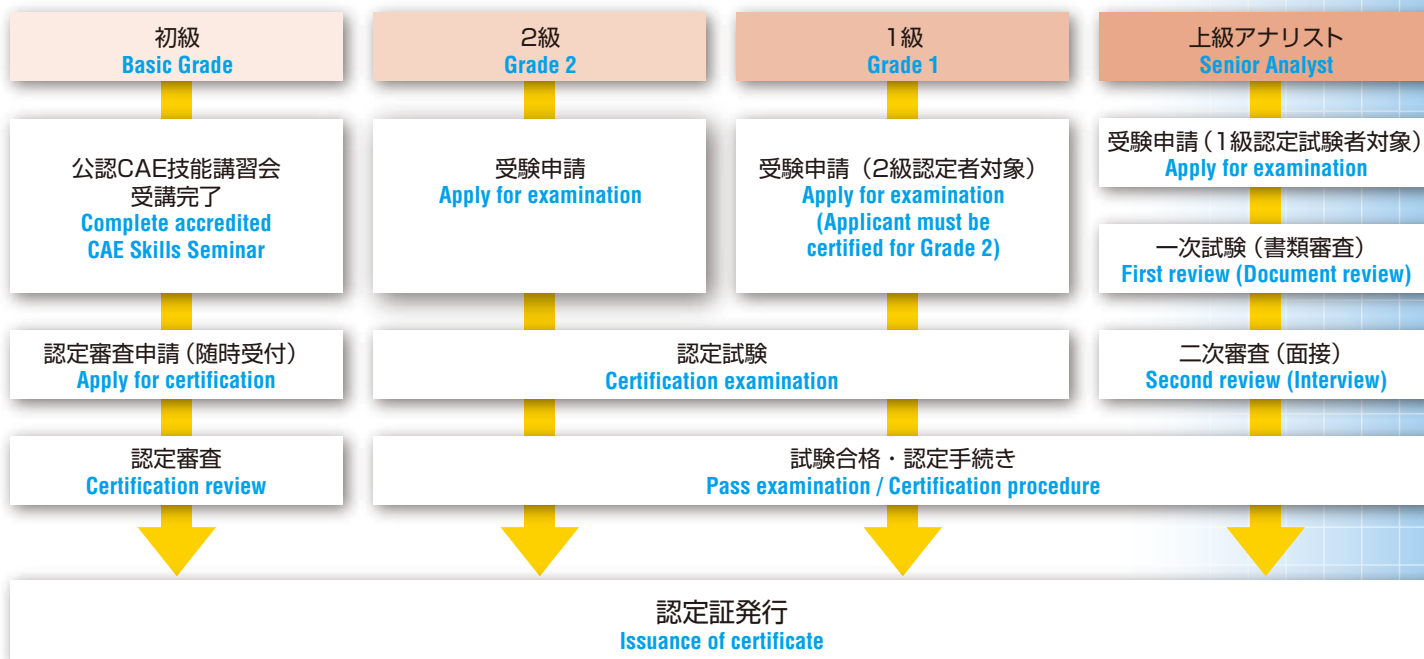 初級
Basic Grade
2級
Grade 2
1級
Grade 1
上級アナリスト
Senior Analyst
公認CAE技能講習会
受講完了
Complete accredited
CAE Skills Seminar
受験申請
Apply for examination
受験申請（2級認定者対象）
Apply for examination
(Applicant must be
certified for Grade 2)
受験申請（1級認定試験者対象）
Apply for examination
一次試験（書類審査）
First review (Document review)
認定審査申請（随時受付）
Apply for certification
認定試験
Certification examination
二次審査（面接）
Second review (Interview)
認定審査
Certification review
試験合格・認定手続き
Pass examination / Certification procedure
認定証発行
Issuance of certificate